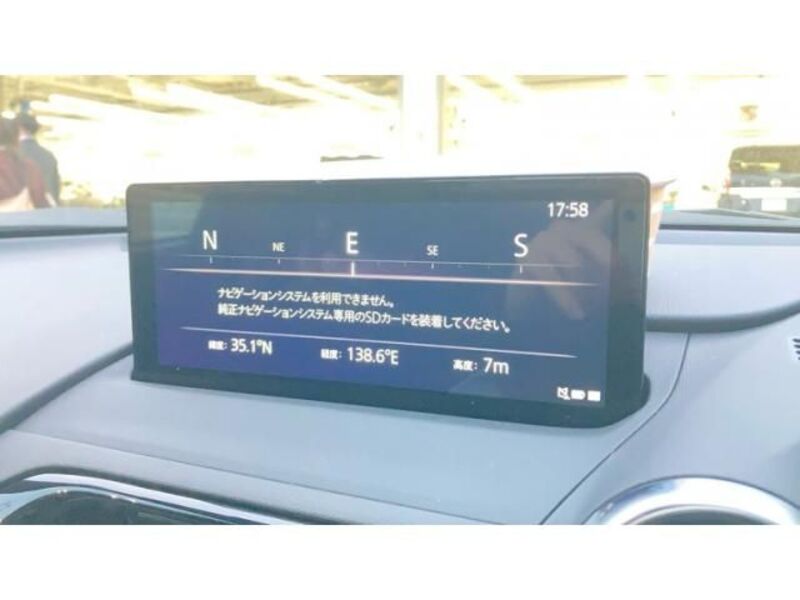 17:58
N NE E SE S
ナビゲーションシステムを利用できません。
純正ナビゲーションシステム専用のSDカードを装着してください。
緯度: 35.1°N 経度: 138.6°E 高度: 7m